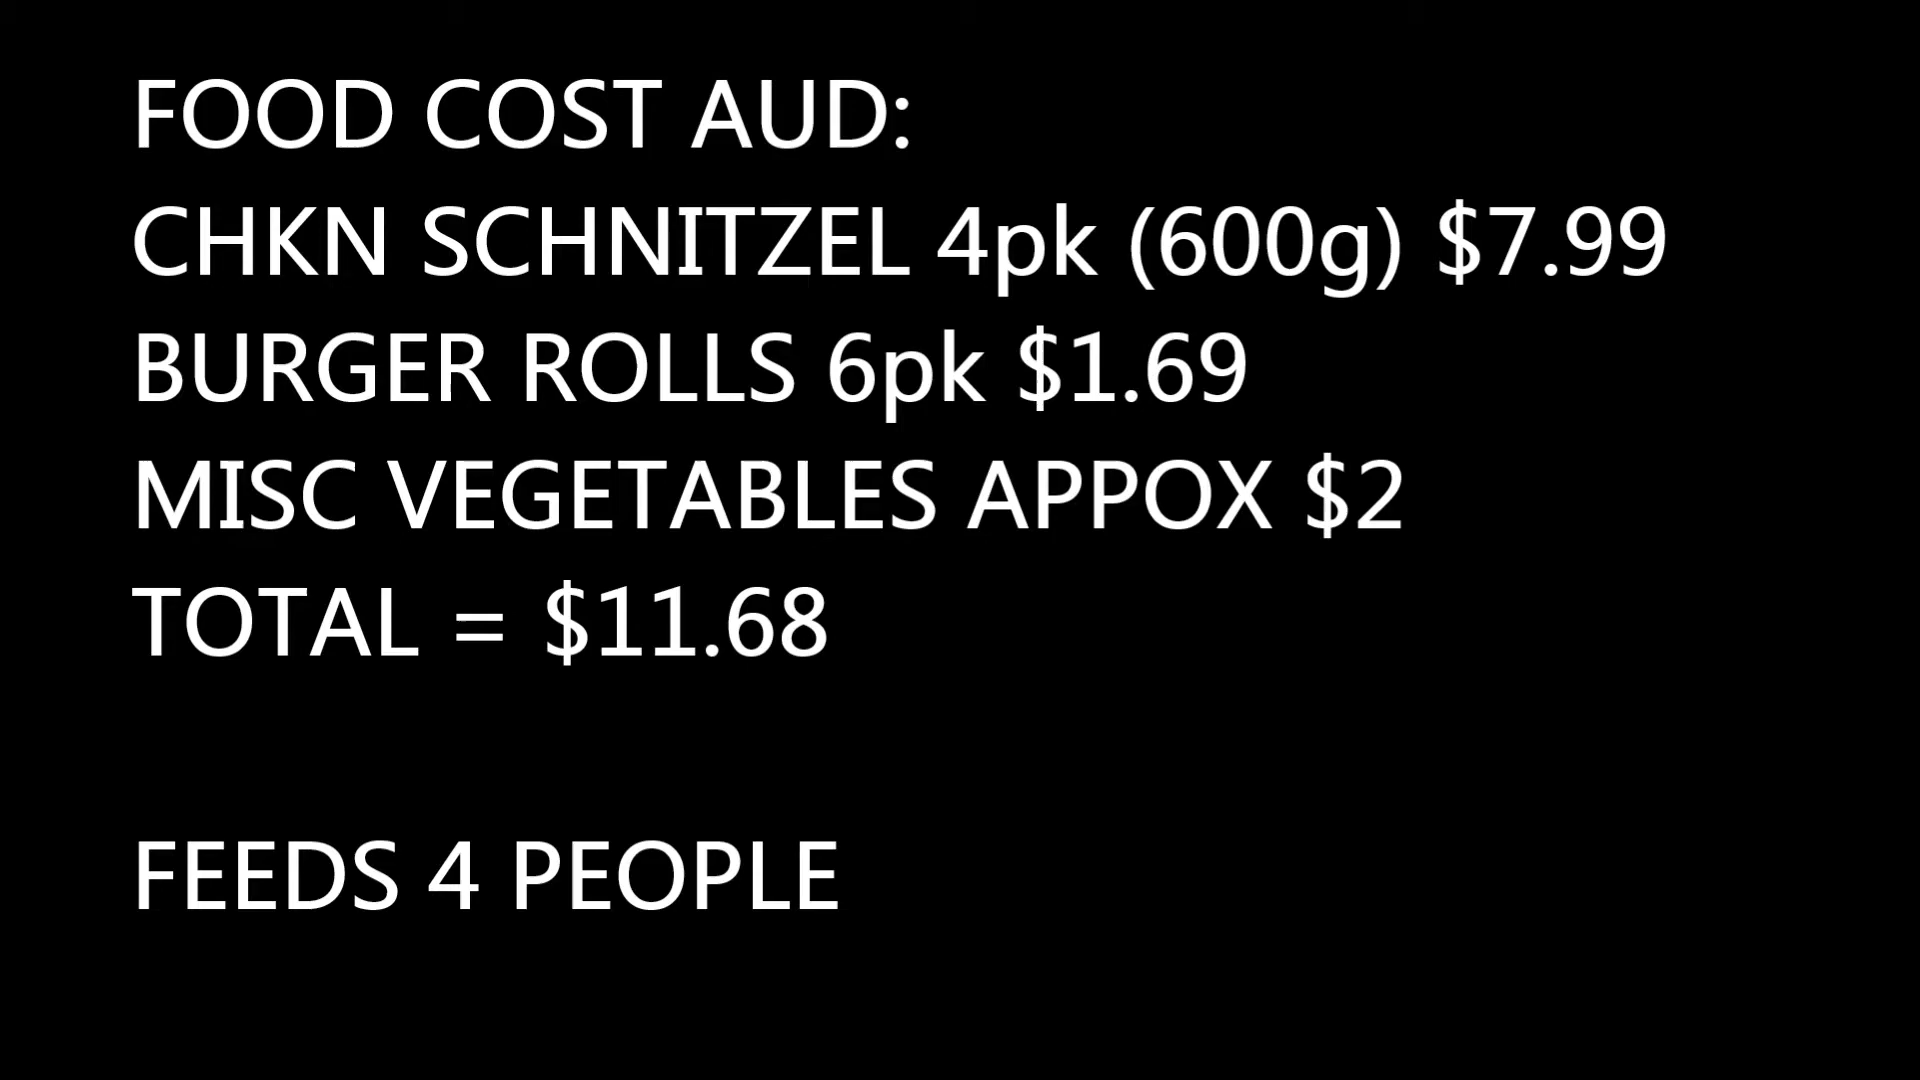 FOOD COST AUD:
CHKN SCHNITZEL 4pk (600g) $7.99
BURGER ROLLS 6pk $1.69
MISC VEGETABLES APPOX $2
TOTAL = $11.68
FEEDS 4 PEOPLE